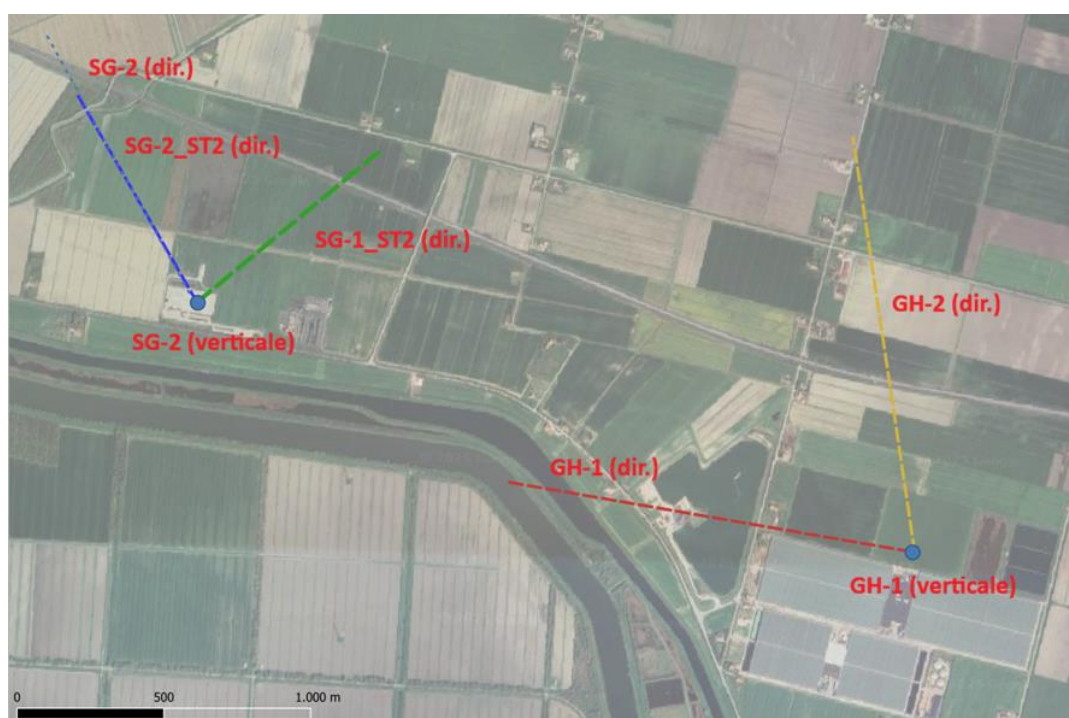 SG-2 (dir.)
SG-2_ST2 (dir.)
SG-1_ST2 (dir.)
SG-2 (verticale)
GH-2 (dir.)
GH-1 (dir.)
GH-1 (verticale)
0 500 1.000 m